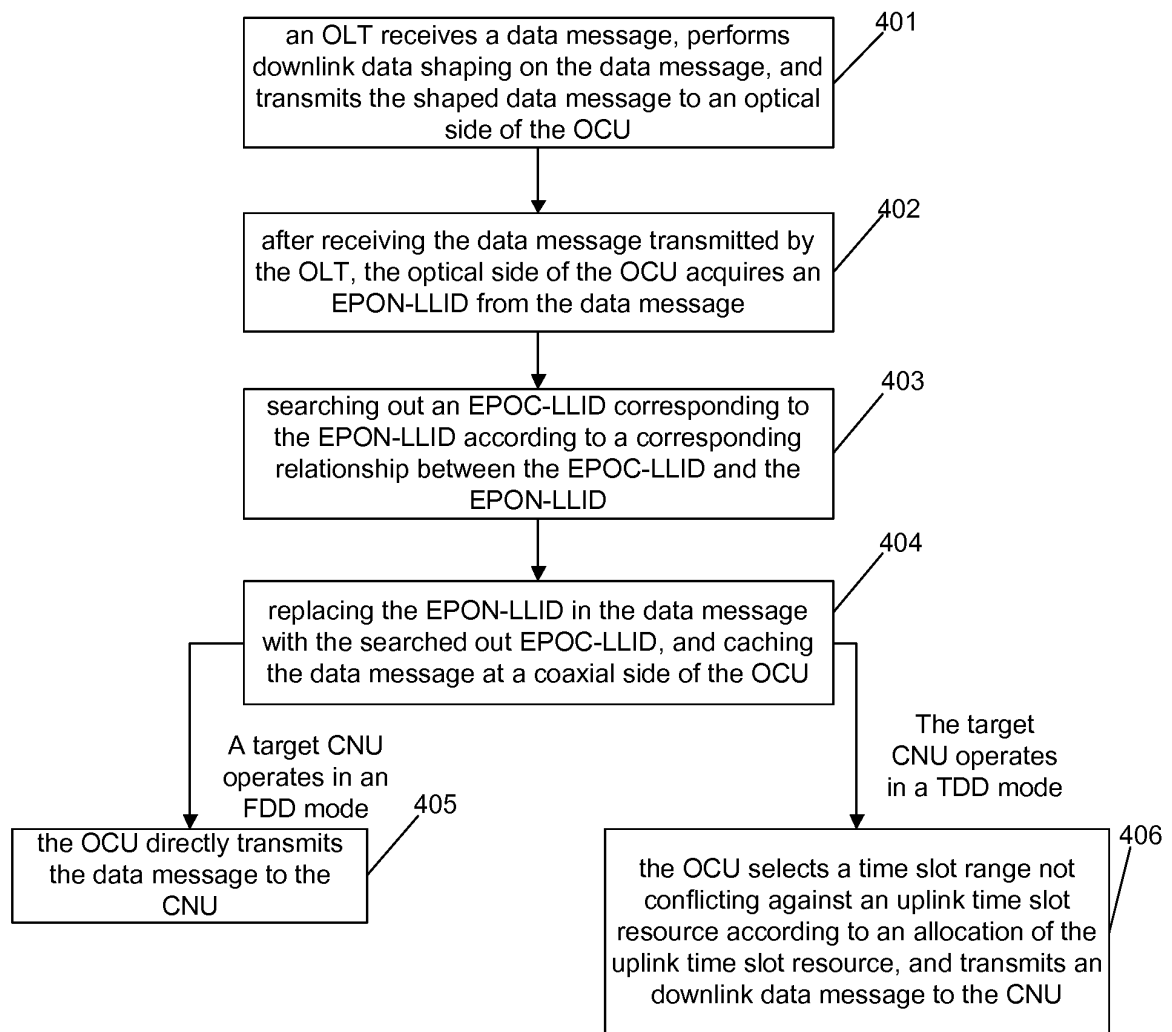 an OLT receives a data message, performs
downlink data shaping on the data message, and
transmits the shaped data message to an optical
side of the OCU
401
after receiving the data message transmitted by
the OLT, the optical side of the OCU acquires an
EPON-LLID from the data message
402
searching out an EPOC-LLID corresponding to
the EPON-LLID according to a corresponding
relationship between the EPOC-LLID and the
EPON-LLID
403
replacing the EPON-LLID in the data message
with the searched out EPOC-LLID, and caching
the data message at a coaxial side of the OCU
404
A target CNU
operates in an
FDD mode
the OCU directly transmits
the data message to the
CNU
405
The target
CNU operates
in a TDD mode
the OCU selects a time slot range not
conflicting against an uplink time slot
resource according to an allocation of the
uplink time slot resource, and transmits an
downlink data message to the CNU
406